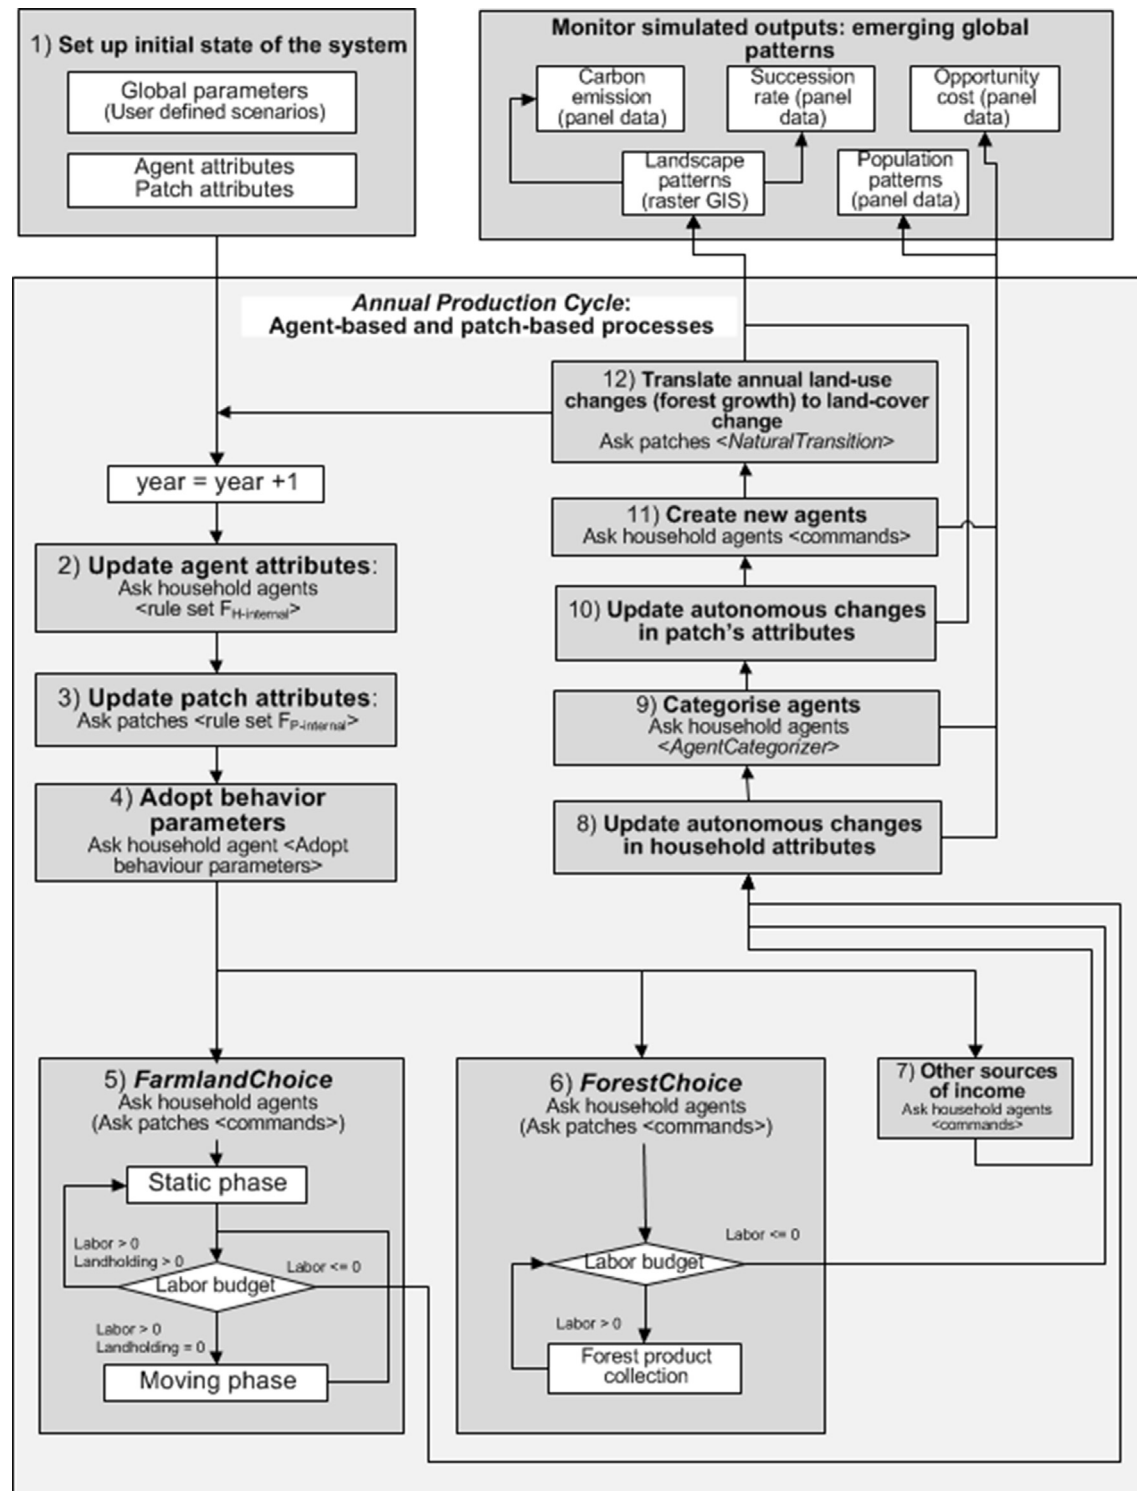 1) Set up initial state of the system
Global parameters
(User defined scenarios)
Agent attributes
Patch attributes
Monitor simulated outputs: emerging global
patterns
Carbon
emission
(panel data)
Succession
rate (panel
data)
Opportunity
cost (panel
data)
Landscape
patterns
(raster GIS)
Population
patterns
(panel data)
Annual Production Cycle:
Agent-based and patch-based processes
12) Translate annual land-use
changes (forest growth) to land-cover
change
Ask patches <NaturalTransition>
year = year +1
11) Create new agents
Ask household agents <commands>
2) Update agent attributes:
Ask household agents
<rule set FH-internal>
10) Update autonomous changes
in patch's attributes
3) Update patch attributes:
Ask patches <rule set FP-internal>
9) Categorise agents
Ask household agents
<AgentCategorizer>
4) Adopt behavior
parameters
Ask household agent <Adopt
behaviour parameters>
8) Update autonomous changes
in household attributes
5) FarmlandChoice
Ask household agents
(Ask patches <commands>)
Static phase
Labor > 0
Landholding > 0
Labor <= 0
Labor budget
Labor > 0
Landholding = 0
Moving phase
6) ForestChoice
Ask household agents
(Ask patches <commands>)
Labor <= 0
Labor budget
Labor > 0
Forest product
collection
7) Other sources
of income
Ask household agents
<commands>